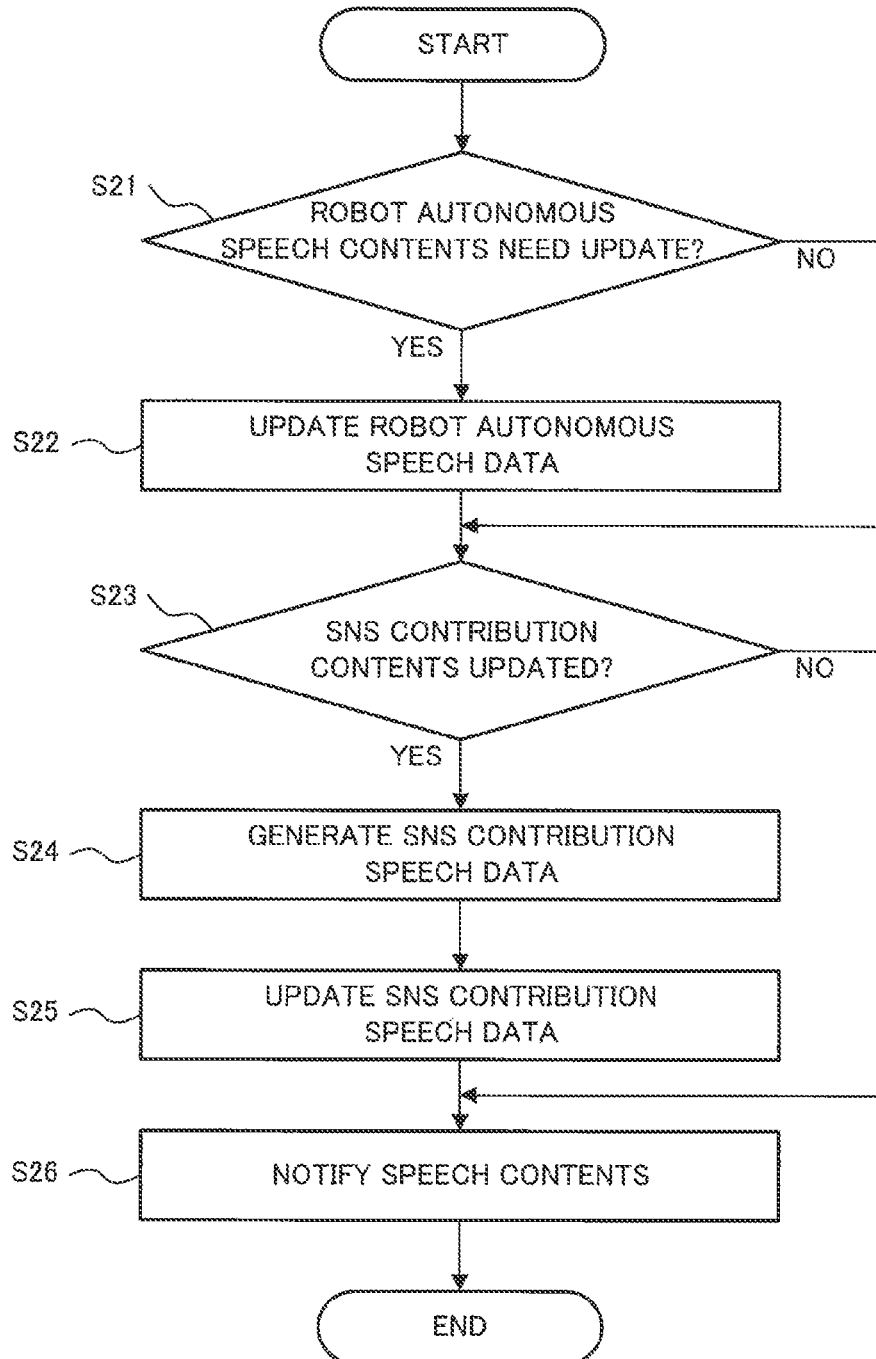 START
S21
ROBOT AUTONOMOUS
SPEECH CONTENTS NEED UPDATE?
NO
YES
S22
UPDATE ROBOT AUTONOMOUS
SPEECH DATA
S23
SNS CONTRIBUTION
CONTENTS UPDATED?
NO
YES
S24
GENERATE SNS CONTRIBUTION
SPEECH DATA
S25
UPDATE SNS CONTRIBUTION
SPEECH DATA
S26
NOTIFY SPEECH CONTENTS
END